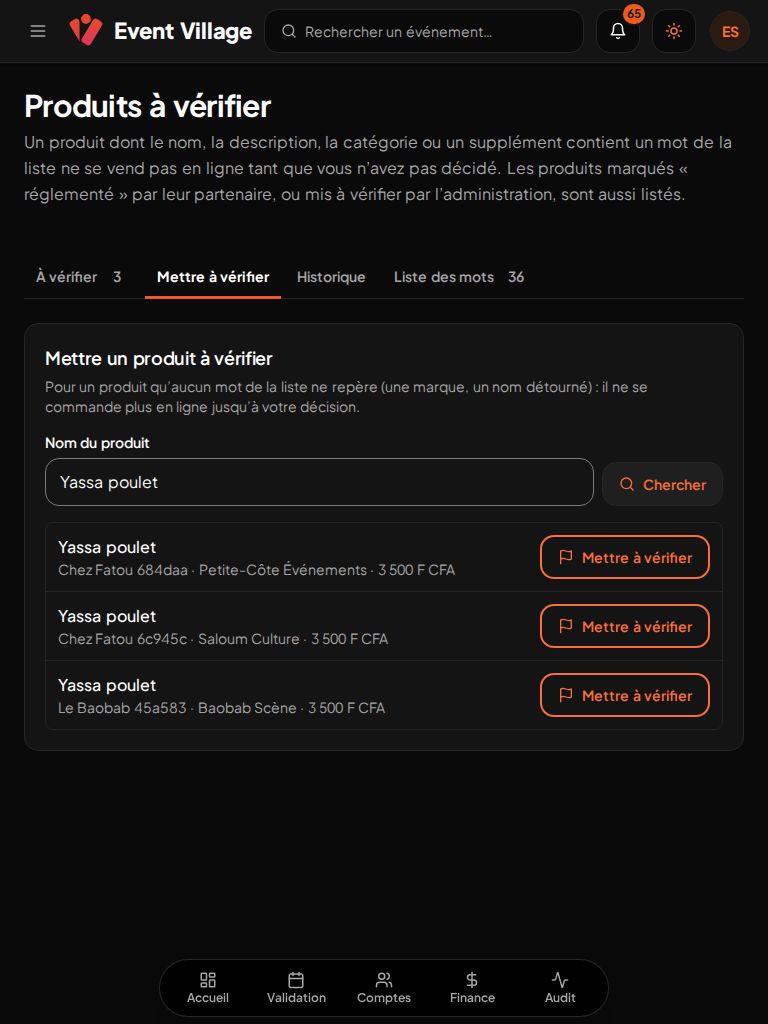 Event Village
Rechercher un événement…
65
ES
Produits à vérifier
Un produit dont le nom, la description, la catégorie ou un supplément contient un mot de la
liste ne se vend pas en ligne tant que vous n’avez pas décidé. Les produits marqués «
réglementé » par leur partenaire, ou mis à vérifier par l’administration, sont aussi listés.
À vérifier 3
Mettre à vérifier
Historique
Liste des mots 36
Mettre un produit à vérifier
Pour un produit qu’aucun mot de la liste ne repère (une marque, un nom détourné) : il ne se
commande plus en ligne jusqu’à votre décision.
Nom du produit
Yassa poulet
Chercher
Yassa poulet
Chez Fatou 684daa · Petite-Côte Événements · 3 500 F CFA
Mettre à vérifier
Yassa poulet
Chez Fatou 6c945c · Saloum Culture · 3 500 F CFA
Mettre à vérifier
Yassa poulet
Le Baobab 45a583 · Baobab Scène · 3 500 F CFA
Mettre à vérifier
Accueil
Validation
Comptes
Finance
Audit